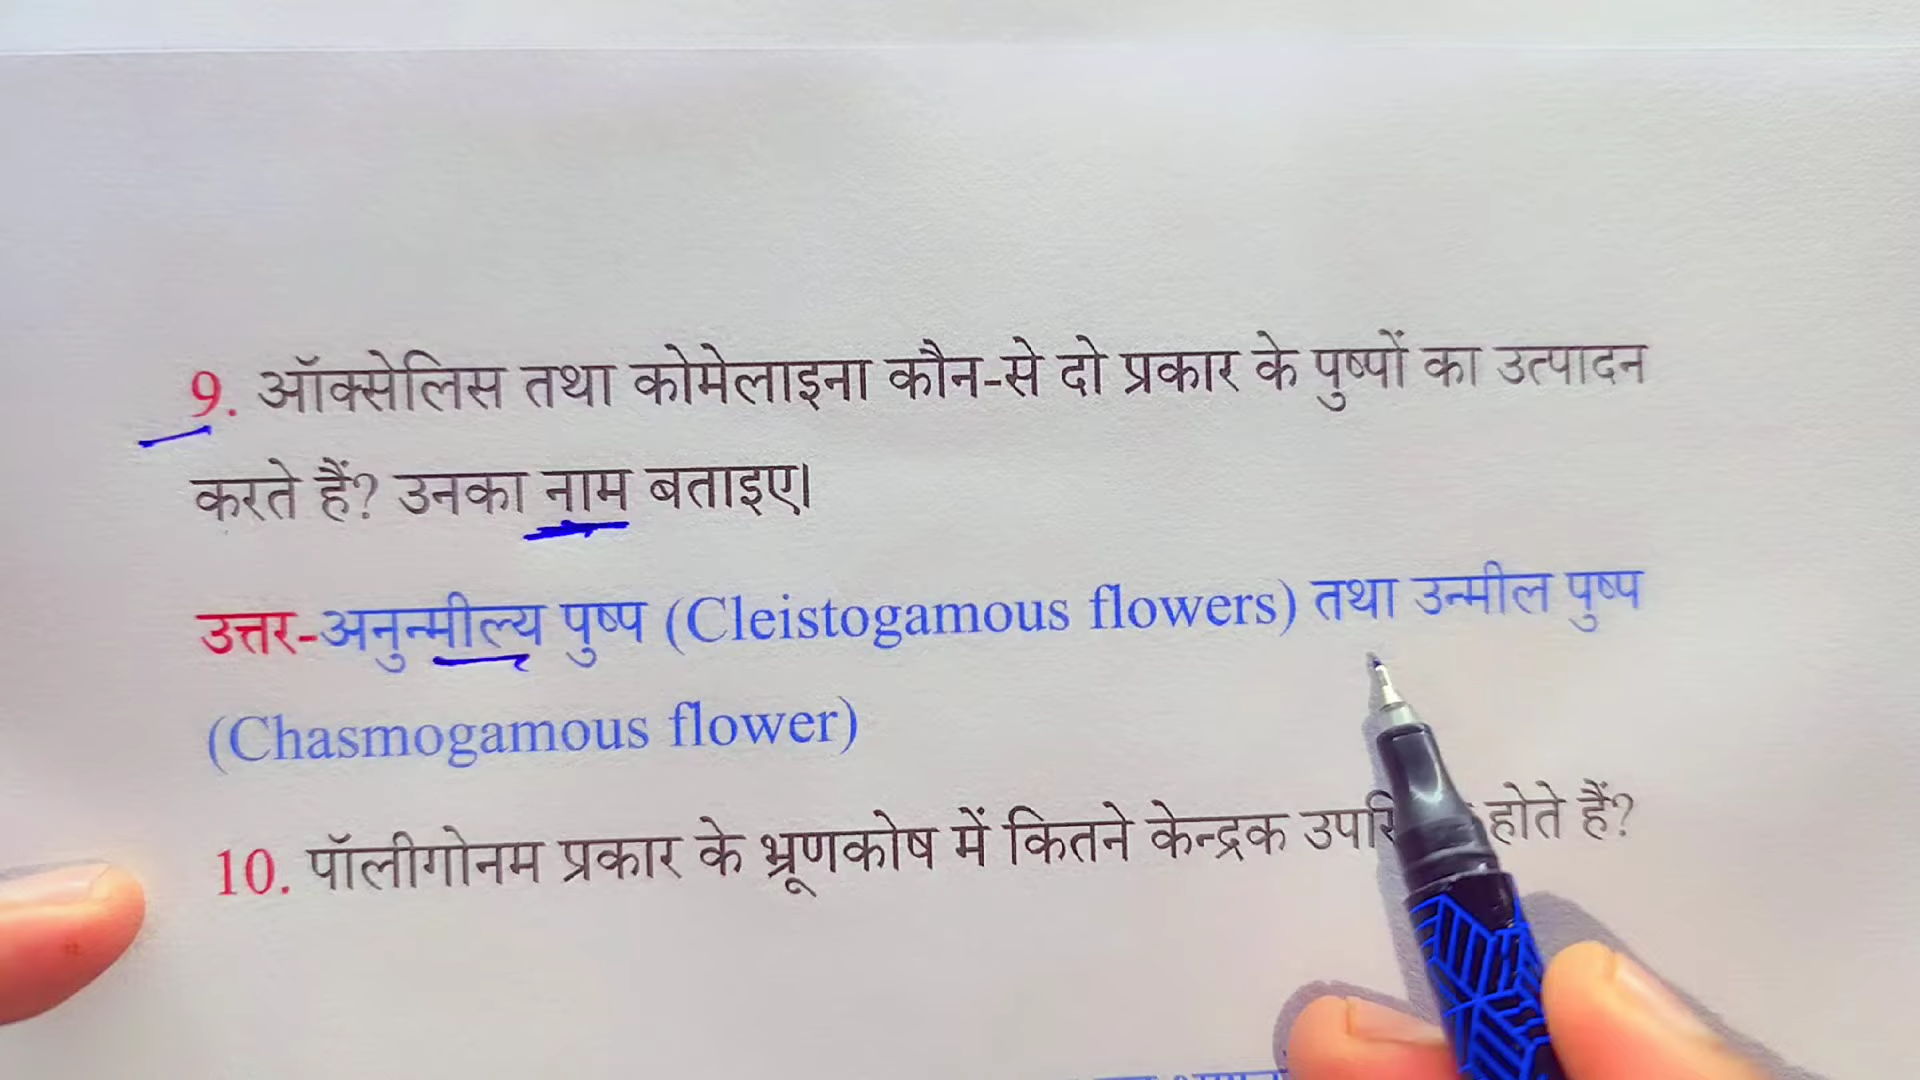 9. ऑक्सेलिस तथा कोमेलाइना कौन-से दो प्रकार के पुष्पों का उत्पादन
करते हैं? उनका नाम बताइए।
उत्तर-अनुन्मील्य पुष्प (Cleistogamous flowers) तथा उन्मील पुष्प
(Chasmogamous flower)
10. पॉलीगोनम प्रकार के भ्रूणकोष में कितने केन्द्रक होते हैं?